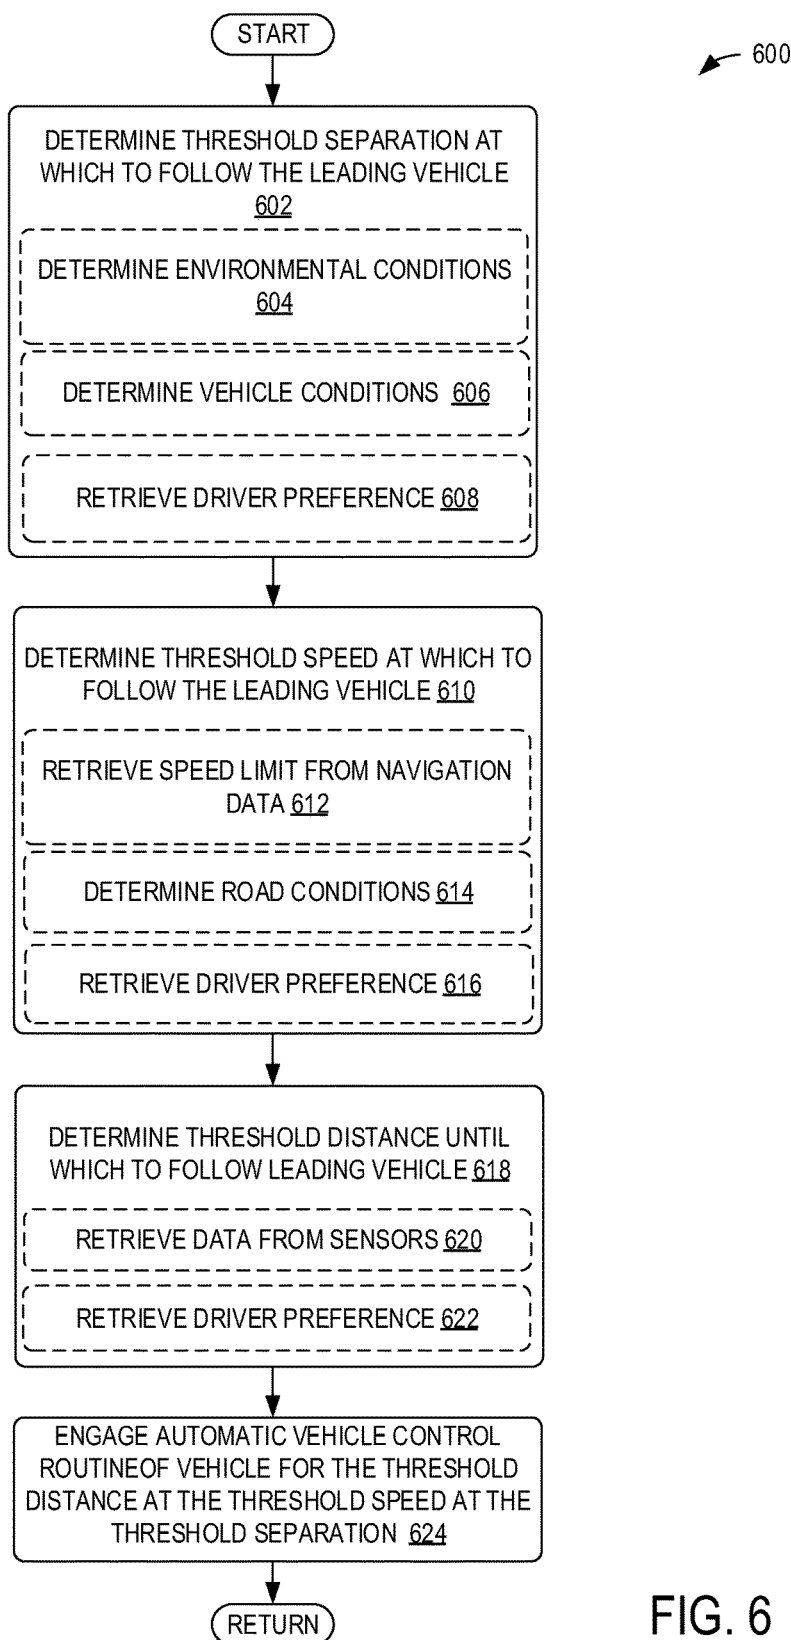 START
600
DETERMINE THRESHOLD SEPARATION AT
WHICH TO FOLLOW THE LEADING VEHICLE
602
DETERMINE ENVIRONMENTAL CONDITIONS
604
DETERMINE VEHICLE CONDITIONS 606
RETRIEVE DRIVER PREFERENCE 608
DETERMINE THRESHOLD SPEED AT WHICH TO
FOLLOW THE LEADING VEHICLE 610
RETRIEVE SPEED LIMIT FROM NAVIGATION
DATA 612
DETERMINE ROAD CONDITIONS 614
RETRIEVE DRIVER PREFERENCE 616
DETERMINE THRESHOLD DISTANCE UNTIL
WHICH TO FOLLOW LEADING VEHICLE 618
RETRIEVE DATA FROM SENSORS 620
RETRIEVE DRIVER PREFERENCE 622
ENGAGE AUTOMATIC VEHICLE CONTROL
ROUTINEOF VEHICLE FOR THE THRESHOLD
DISTANCE AT THE THRESHOLD SPEED AT THE
THRESHOLD SEPARATION 624
RETURN
FIG. 6